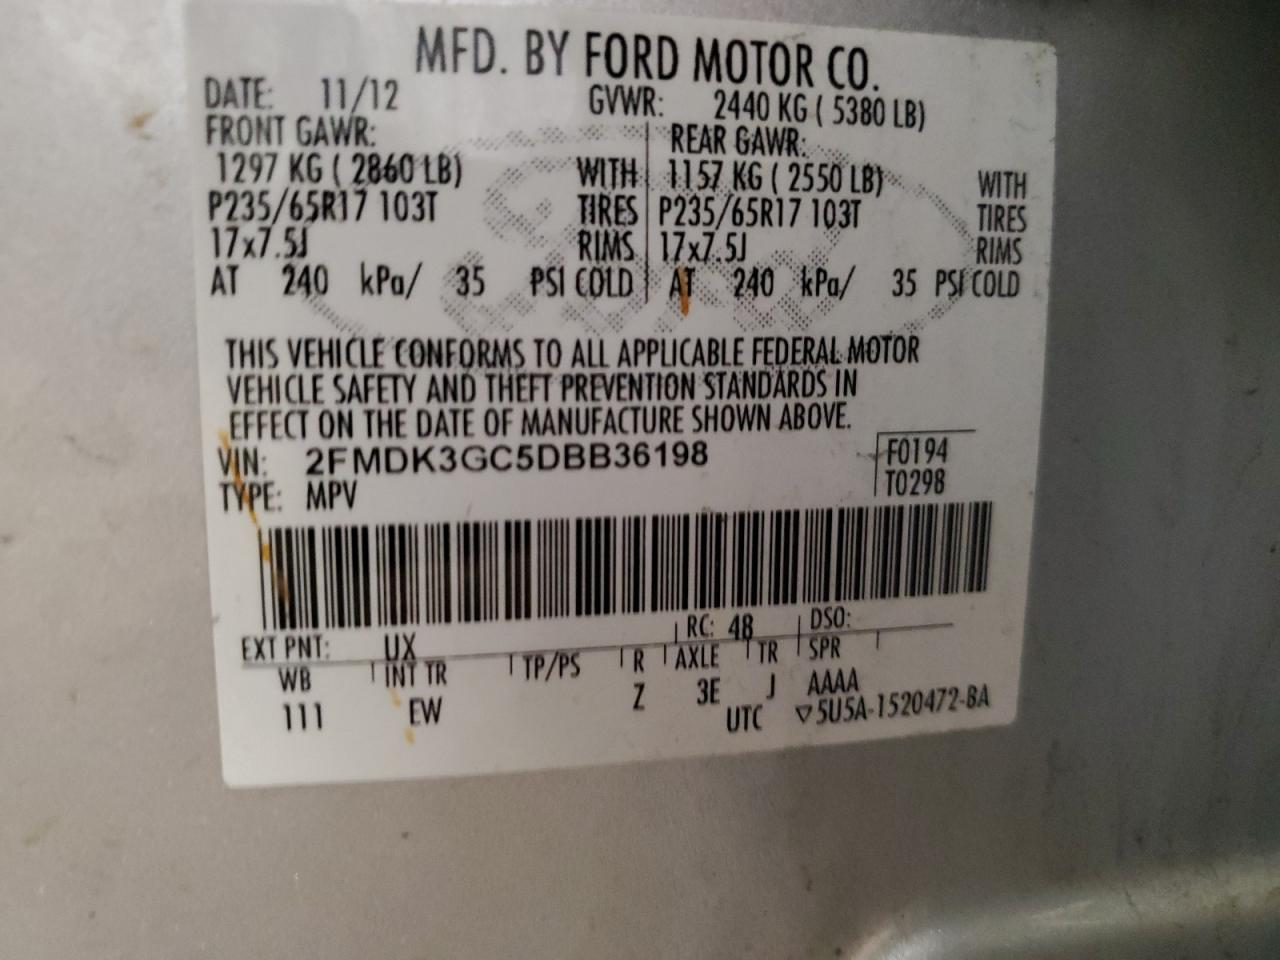 MFD. BY FORD MOTOR CO.
DATE: 11/12 GVWR: 2440 KG ( 5380 LB)
FRONT GAWR: REAR GAWR:
1297 KG ( 2860 LB) WITH 1157 KG ( 2550 LB) WITH
P235/65R17 103T TIRES P235/65R17 103T TIRES
17x7.5J RIMS 17x7.5J RIMS
AT 240 kPa/ 35 PSI COLD AT 240 kPa/ 35 PSI COLD
THIS VEHICLE CONFORMS TO ALL APPLICABLE FEDERAL MOTOR
VEHICLE SAFETY AND THEFT PREVENTION STANDARDS IN
EFFECT ON THE DATE OF MANUFACTURE SHOWN ABOVE.
VIN: 2FMDK3GC5DBB36198 F0194
TYPE: MPV T0298
EXT PNT: UX RC: 48 DSO:
WB INT TR TP/PS R AXLE TR SPR
111 EW Z 3E J AAAA
UTC ▽5U5A-1520472-BA